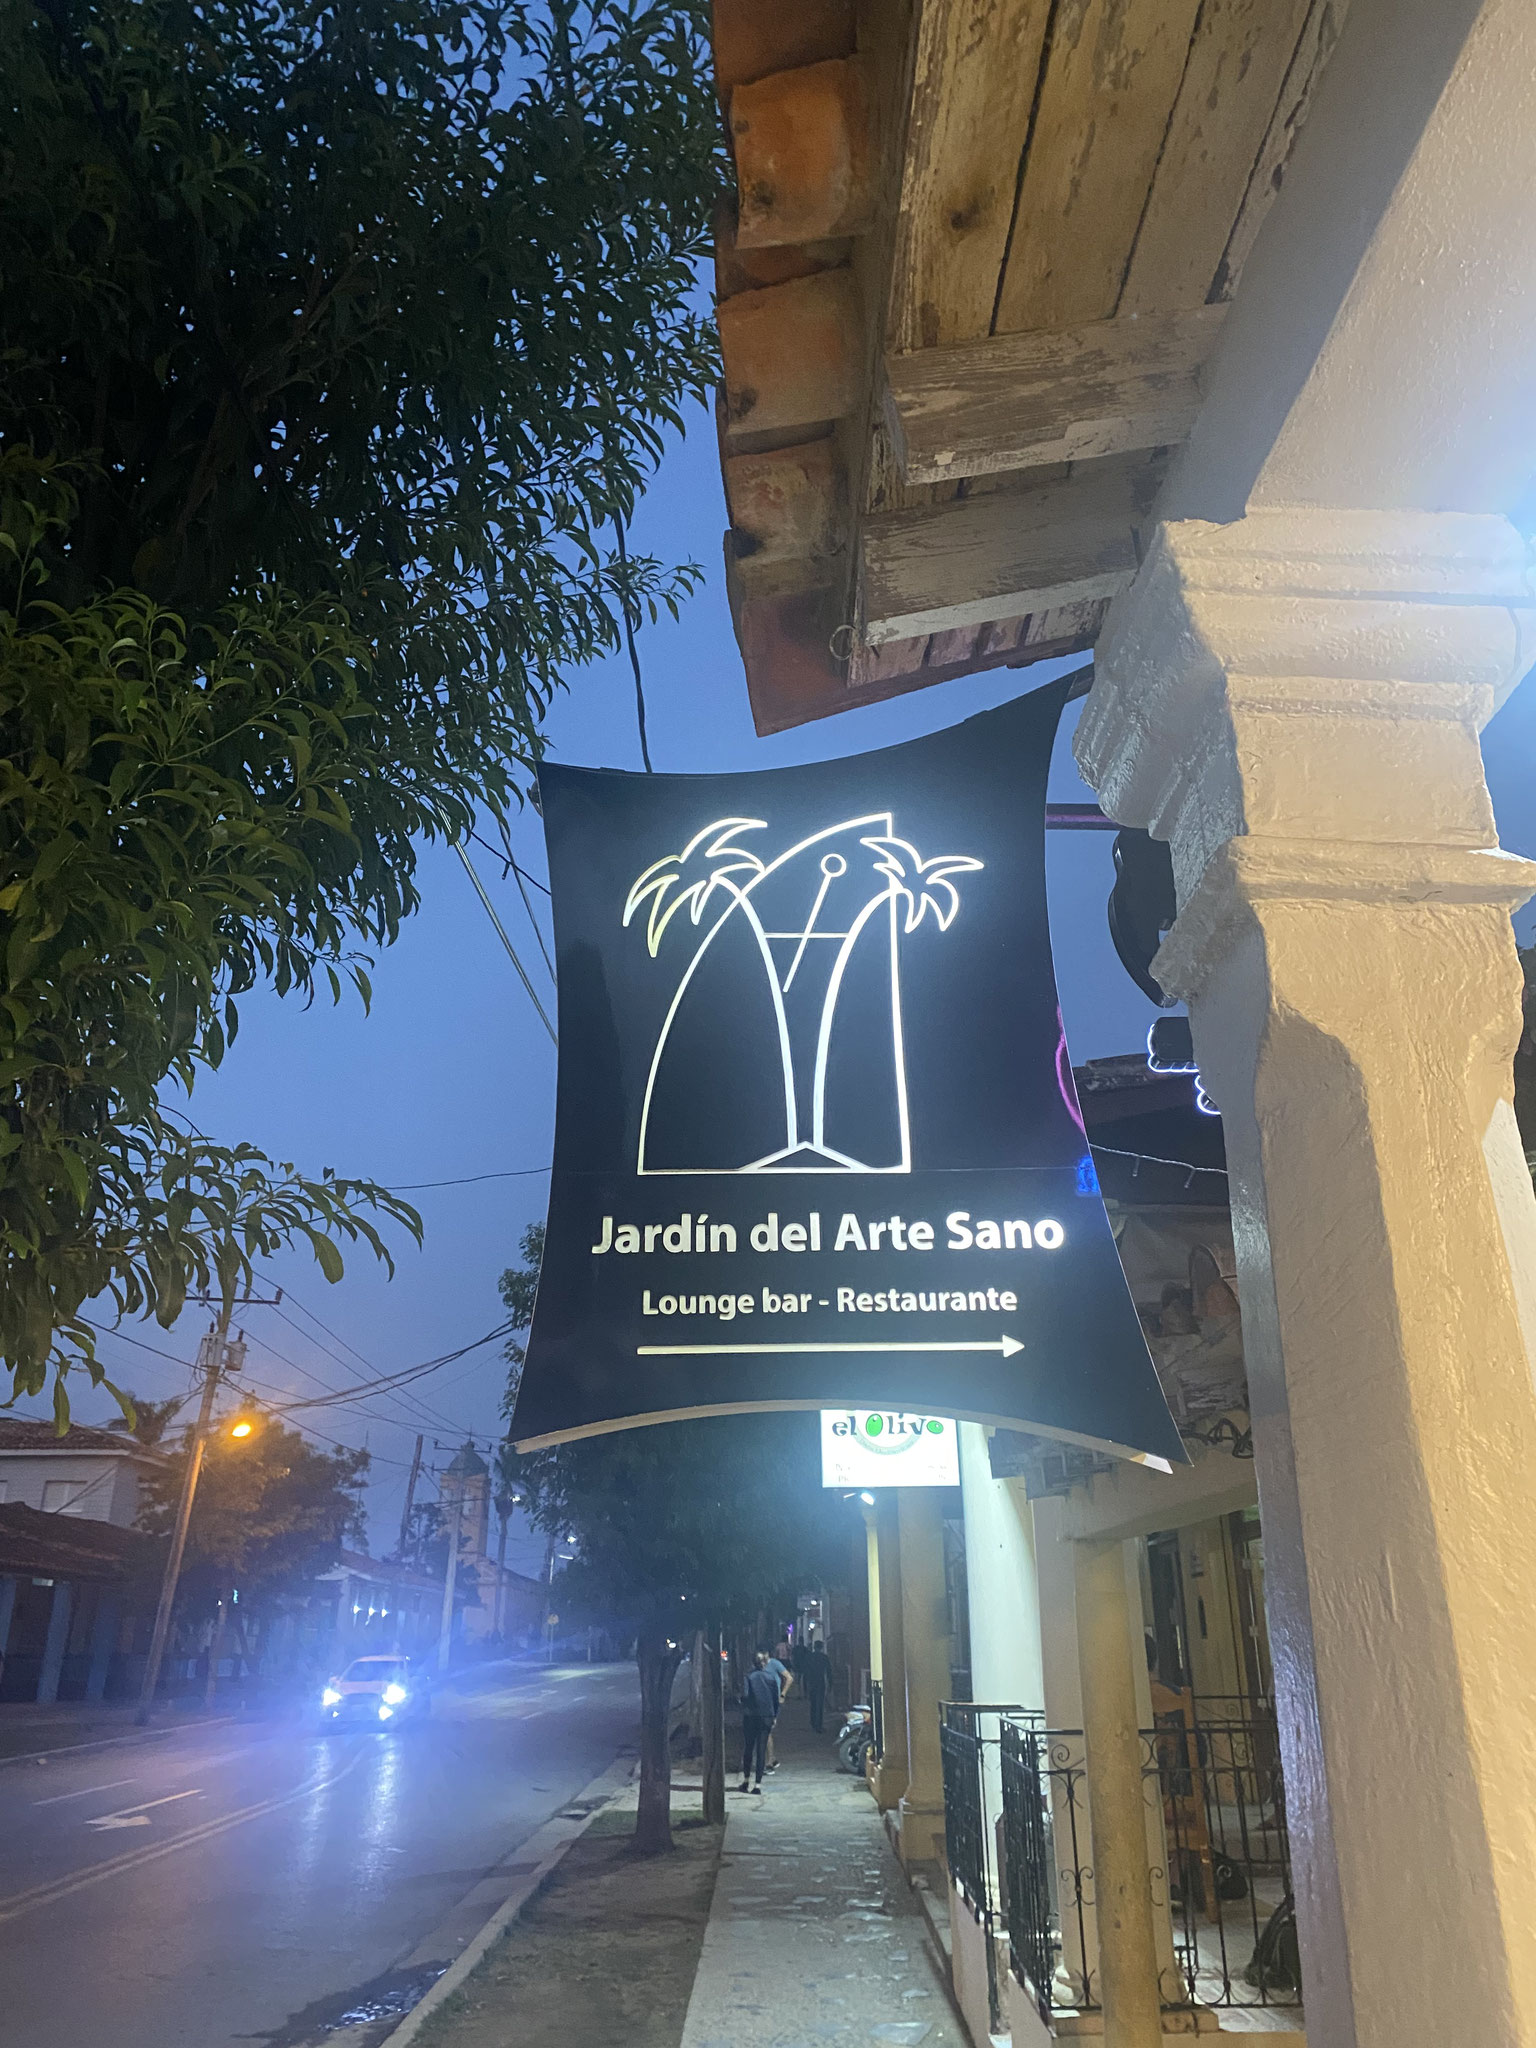 Jardín del Arte Sano
Lounge bar - Restaurante
el Olivo